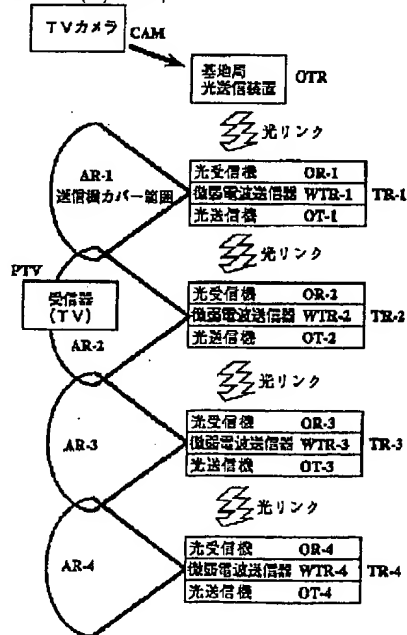 TVカメラ CAM
基地局 OTR
光送信装置
光リンク
AR-1
送信機カバー範囲
光受信機 OR-1
微弱電波送信器 WTR-1 TR-1
光送信機 OT-1
光リンク
PTV
受信器
(TV)
AR-2
光受信機 OR-2
微弱電波送信器 WTR-2 TR-2
光送信機 OT-2
光リンク
AR-3
光受信機 OR-3
微弱電波送信器 WTR-3 TR-3
光送信機 OT-3
光リンク
AR-4
光受信機 OR-4
微弱電波送信器 WTR-4 TR-4
光送信機 OT-4